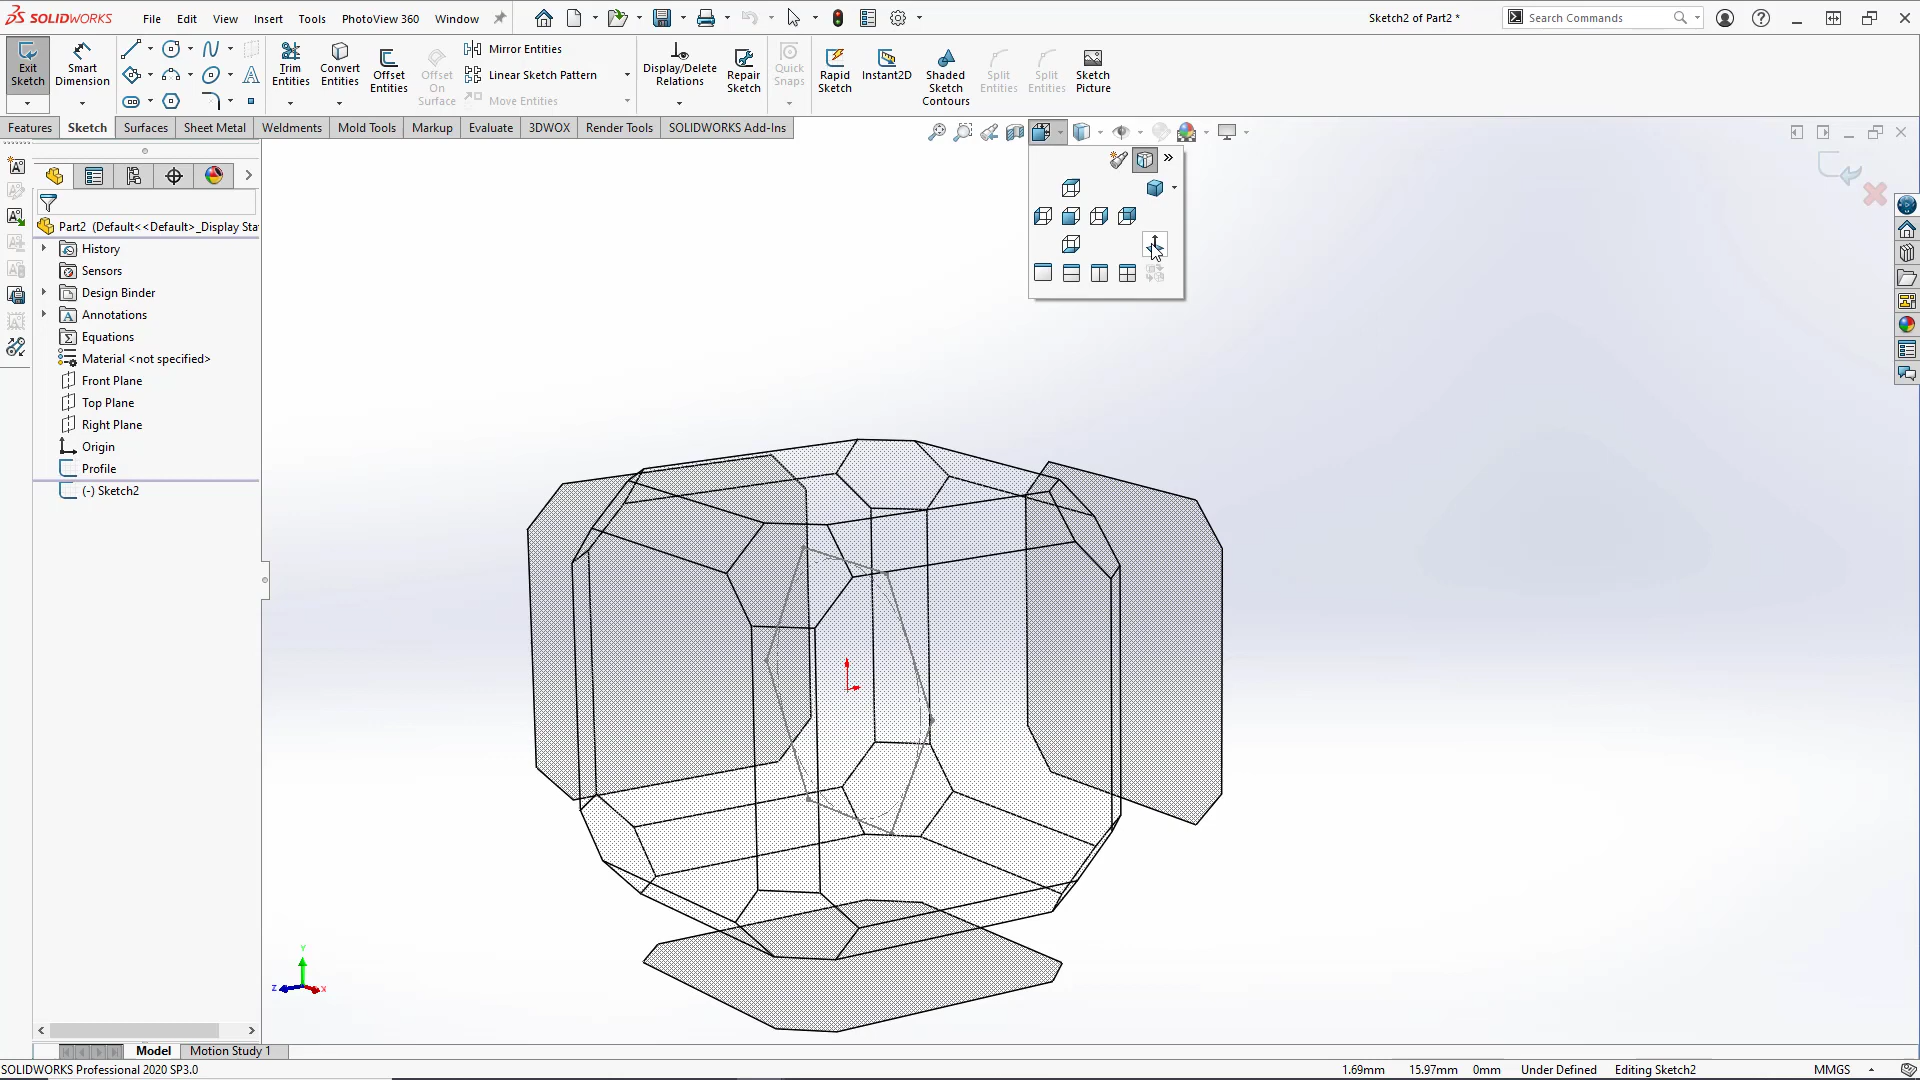 SOLIDWORKS File Edit View Insert Tools PhotoView 360 Window Sketch2 of Part2 * Search Commands
Exit Sketch
Smart Dimension
Trim Entities
Convert Entities
Offset Entities
Offset On Surface
Mirror Entities
Linear Sketch Pattern
Move Entities
Display/Delete Relations
Repair Sketch
Quick Snaps
Rapid Sketch
Instant2D
Shaded Sketch Contours
Split Entities
Split Entities
Sketch Picture
Features Sketch Surfaces Sheet Metal Weldments Mold Tools Markup Evaluate 3DWOX Render Tools SOLIDWORKS Add-Ins
Part2 (Default<<Default>_Display Sta
History
Sensors
Design Binder
Annotations
Equations
Material <not specified>
Front Plane
Top Plane
Right Plane
Origin
Profile
(-) Sketch2
Y
Z X
Model Motion Study 1
SOLIDWORKS Professional 2020 SP3.0 1.69mm 15.97mm 0mm Under Defined Editing Sketch2 MMGS